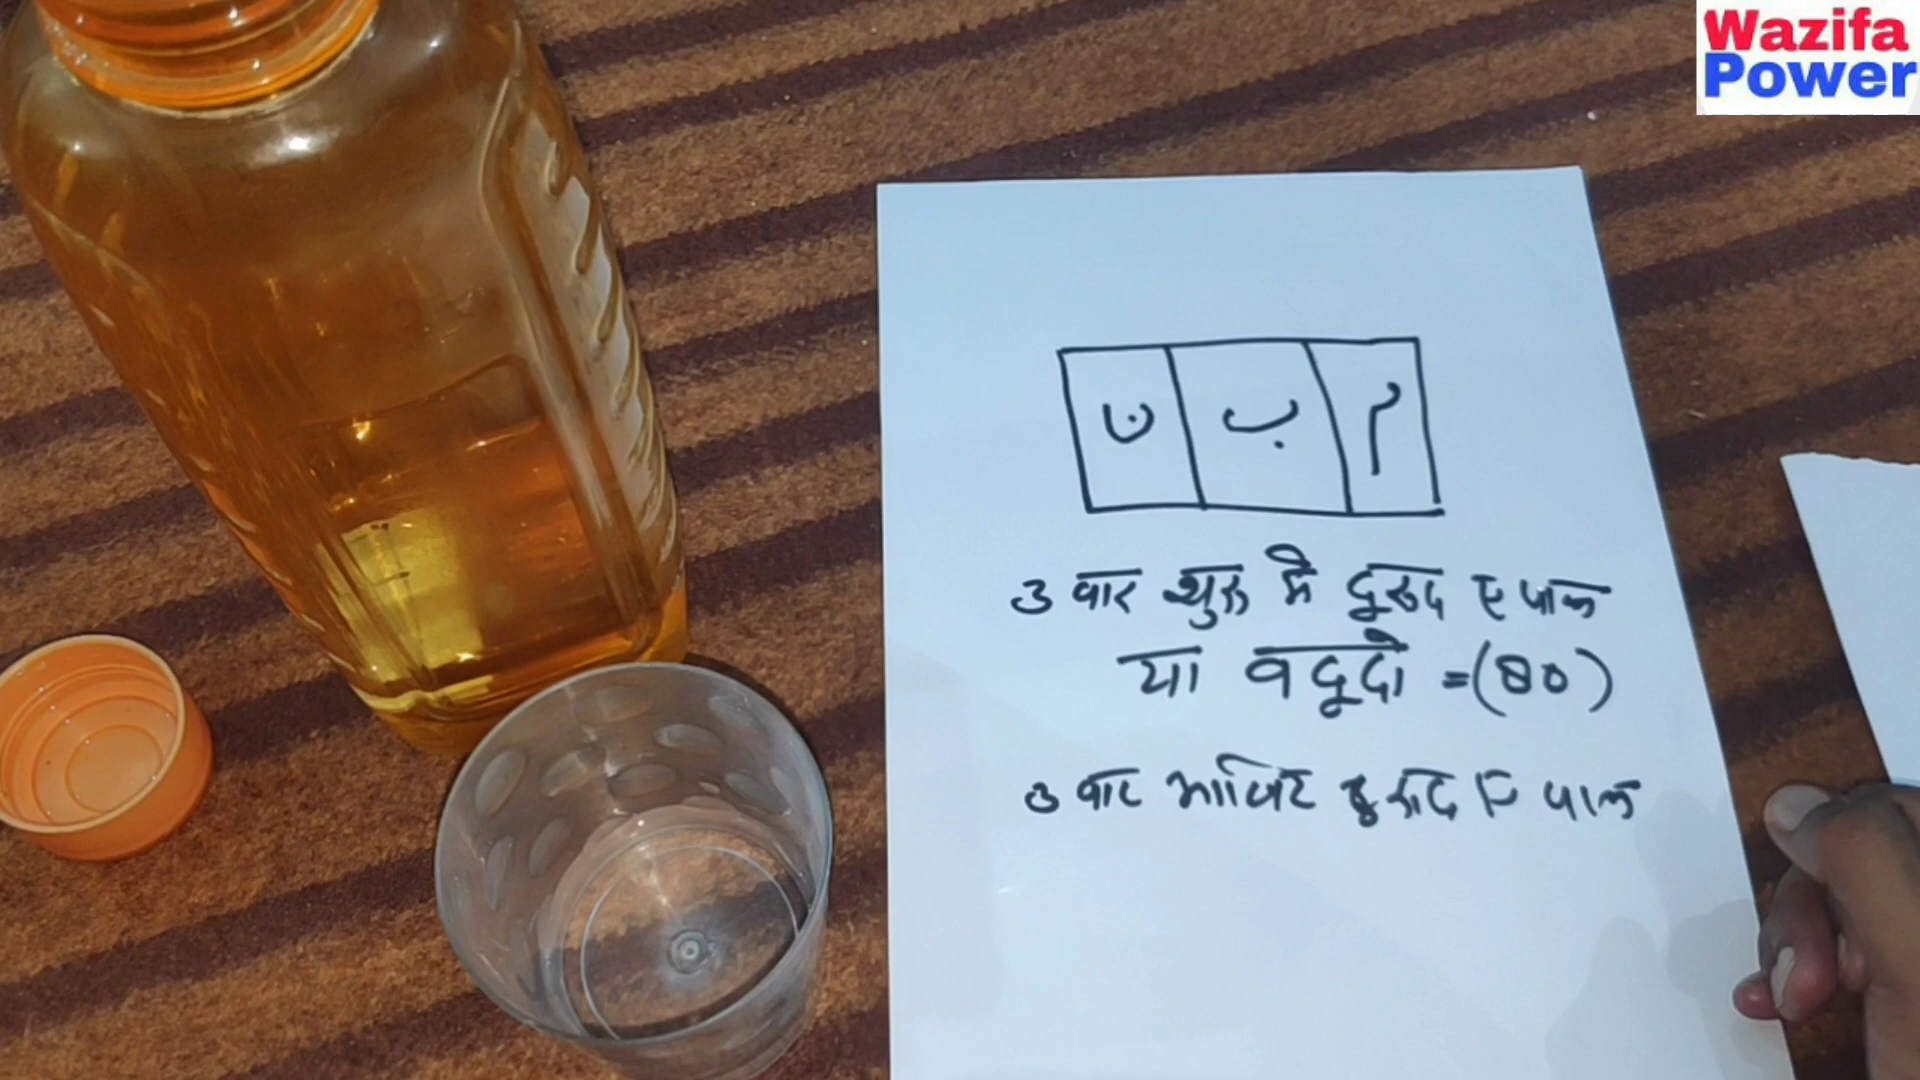 Wazifa
Power
م ب ن
3 बार शुरू मे दुरूद ए पाक
या वदूदो =(80)
3 बार आखिर दुरूद ए पाक